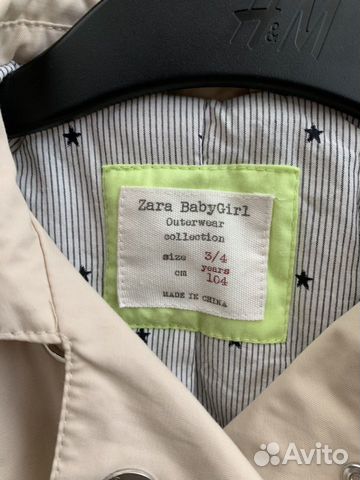 H&M
Zara BabyGirl
Outerwear
collection
size 3/4
years
cm 104
MADE IN CHINA
Avito